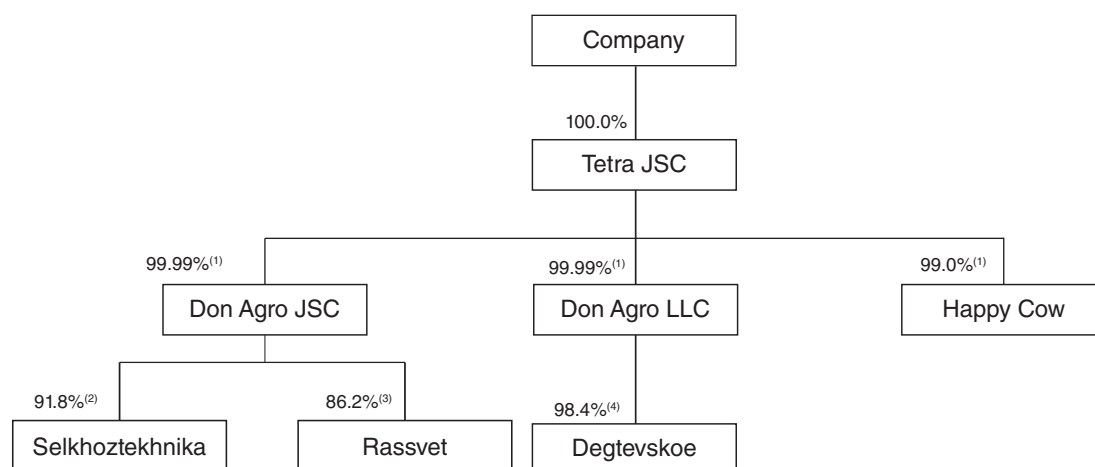 Company
100.0%
Tetra JSC
99.99%(1)
99.99%(1)
99.0%(1)
Don Agro JSC
Don Agro LLC
Happy Cow
91.8%(2)
86.2%(3)
98.4%(4)
Selkhoztekhnika
Rassvet
Degtevskoe